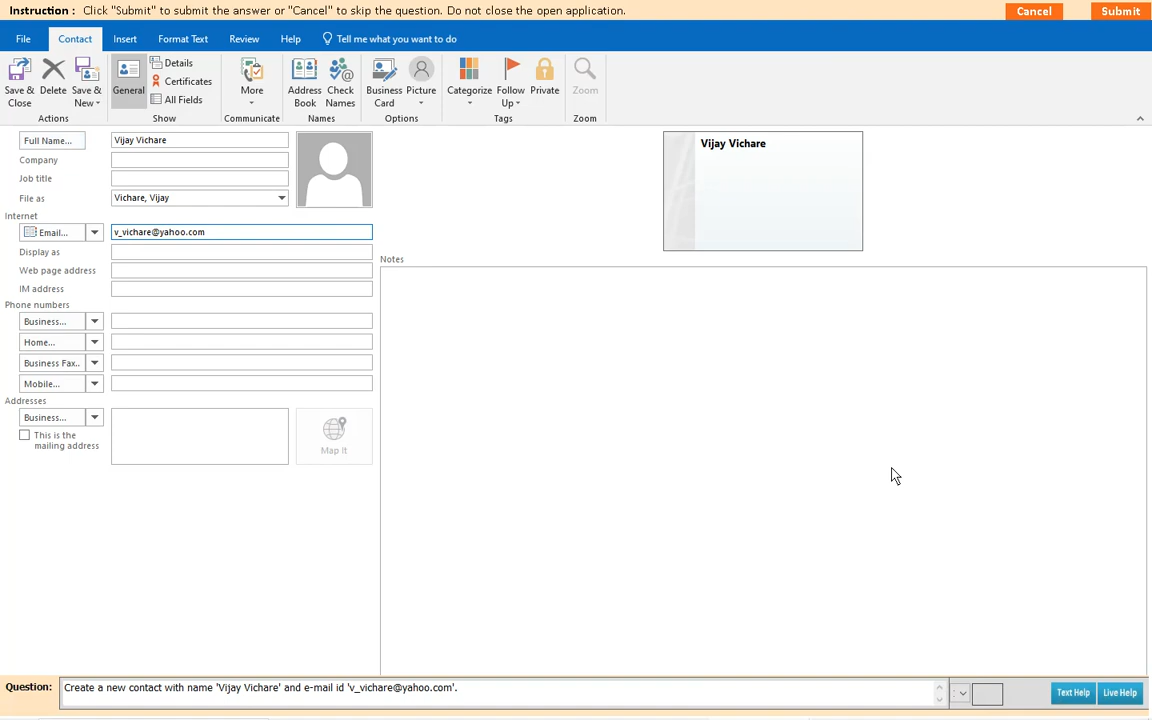 Instruction : Click "Submit" to submit the answer or "Cancel" to skip the question. Do not close the open application.
Cancel
Submit
File
Contact
Insert
Format Text
Review
Help
Tell me what you want to do
Save & Close
Delete
Save & New
General
Details
Certificates
All Fields
More
Address Book
Check Names
Business Card
Picture
Categorize
Follow Up
Private
Zoom
Actions
Show
Communicate
Names
Options
Tags
Zoom
Full Name...
Vijay Vichare
Company
Job title
File as
Vichare, Vijay
Internet
Email...
v_vichare@yahoo.com
Display as
Web page address
IM address
Phone numbers
Business...
Home...
Business Fax..
Mobile...
Addresses
Business...
This is the
mailing address
Map It
Vijay Vichare
Notes
Question:
Create a new contact with name 'Vijay Vichare' and e-mail id 'v_vichare@yahoo.com'.
Text Help
Live Help